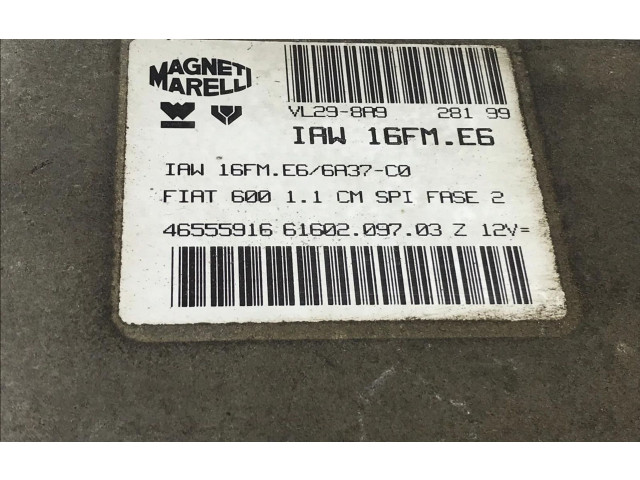 MAGNETI
MARELLI
VL29-8A9 281 99
IAW 16FM.E6
IAW 16FM.E6/6A37-C0
FIAT 600 1.1 CM SPI FASE 2
46555916 61602.097.03 Z 12V=